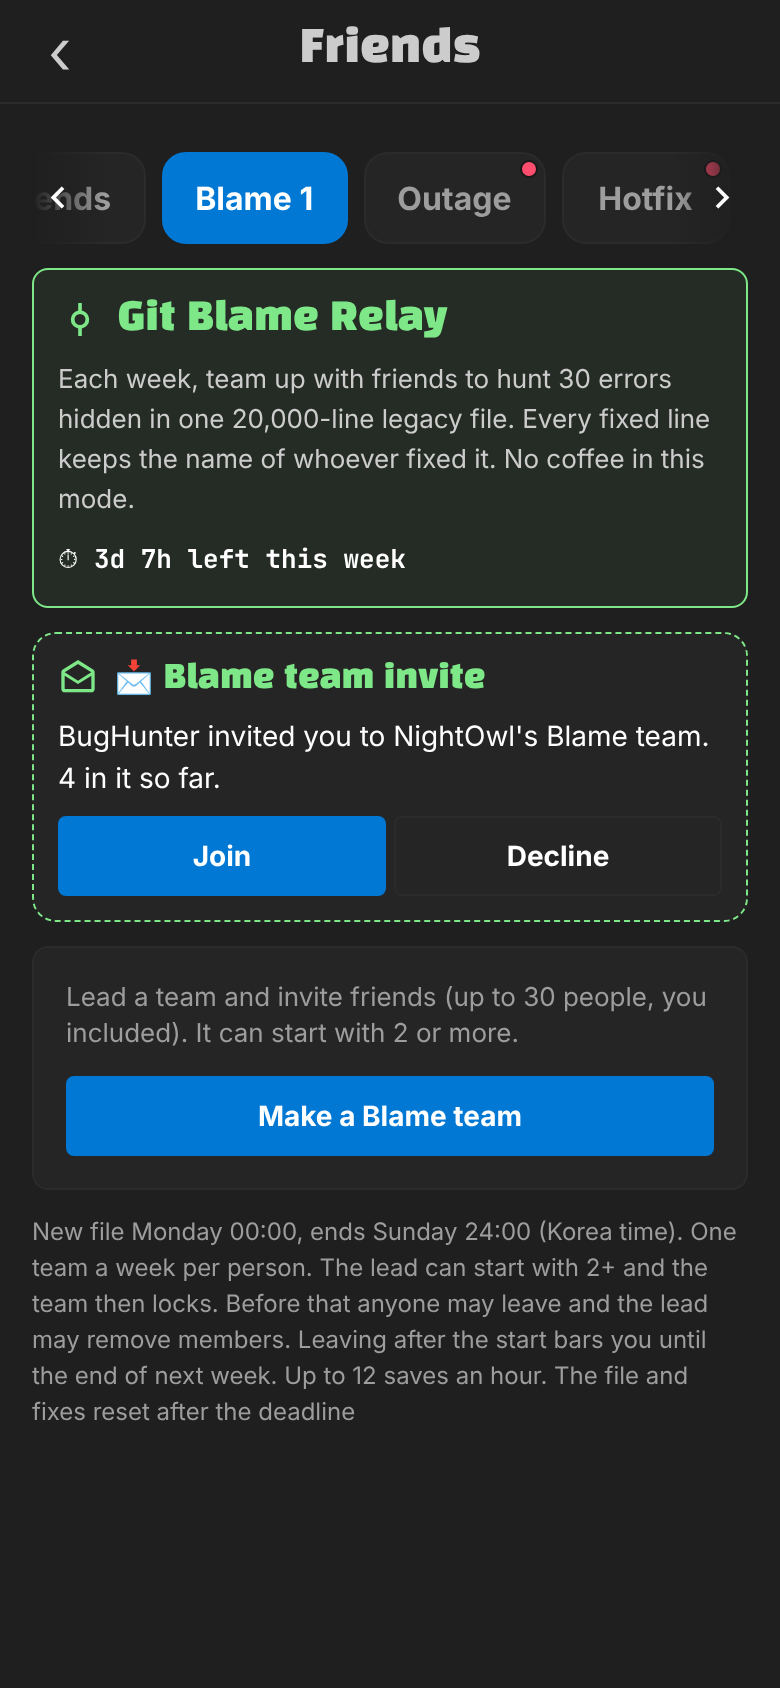 Friends
ends
Blame 1
Outage
Hotfix
Git Blame Relay
Each week, team up with friends to hunt 30 errors
hidden in one 20,000-line legacy file. Every fixed line
keeps the name of whoever fixed it. No coffee in this
mode.
⏱ 3d 7h left this week
📩 Blame team invite
BugHunter invited you to NightOwl's Blame team.
4 in it so far.
Join
Decline
Lead a team and invite friends (up to 30 people, you
included). It can start with 2 or more.
Make a Blame team
New file Monday 00:00, ends Sunday 24:00 (Korea time). One
team a week per person. The lead can start with 2+ and the
team then locks. Before that anyone may leave and the lead
may remove members. Leaving after the start bars you until
the end of next week. Up to 12 saves an hour. The file and
fixes reset after the deadline